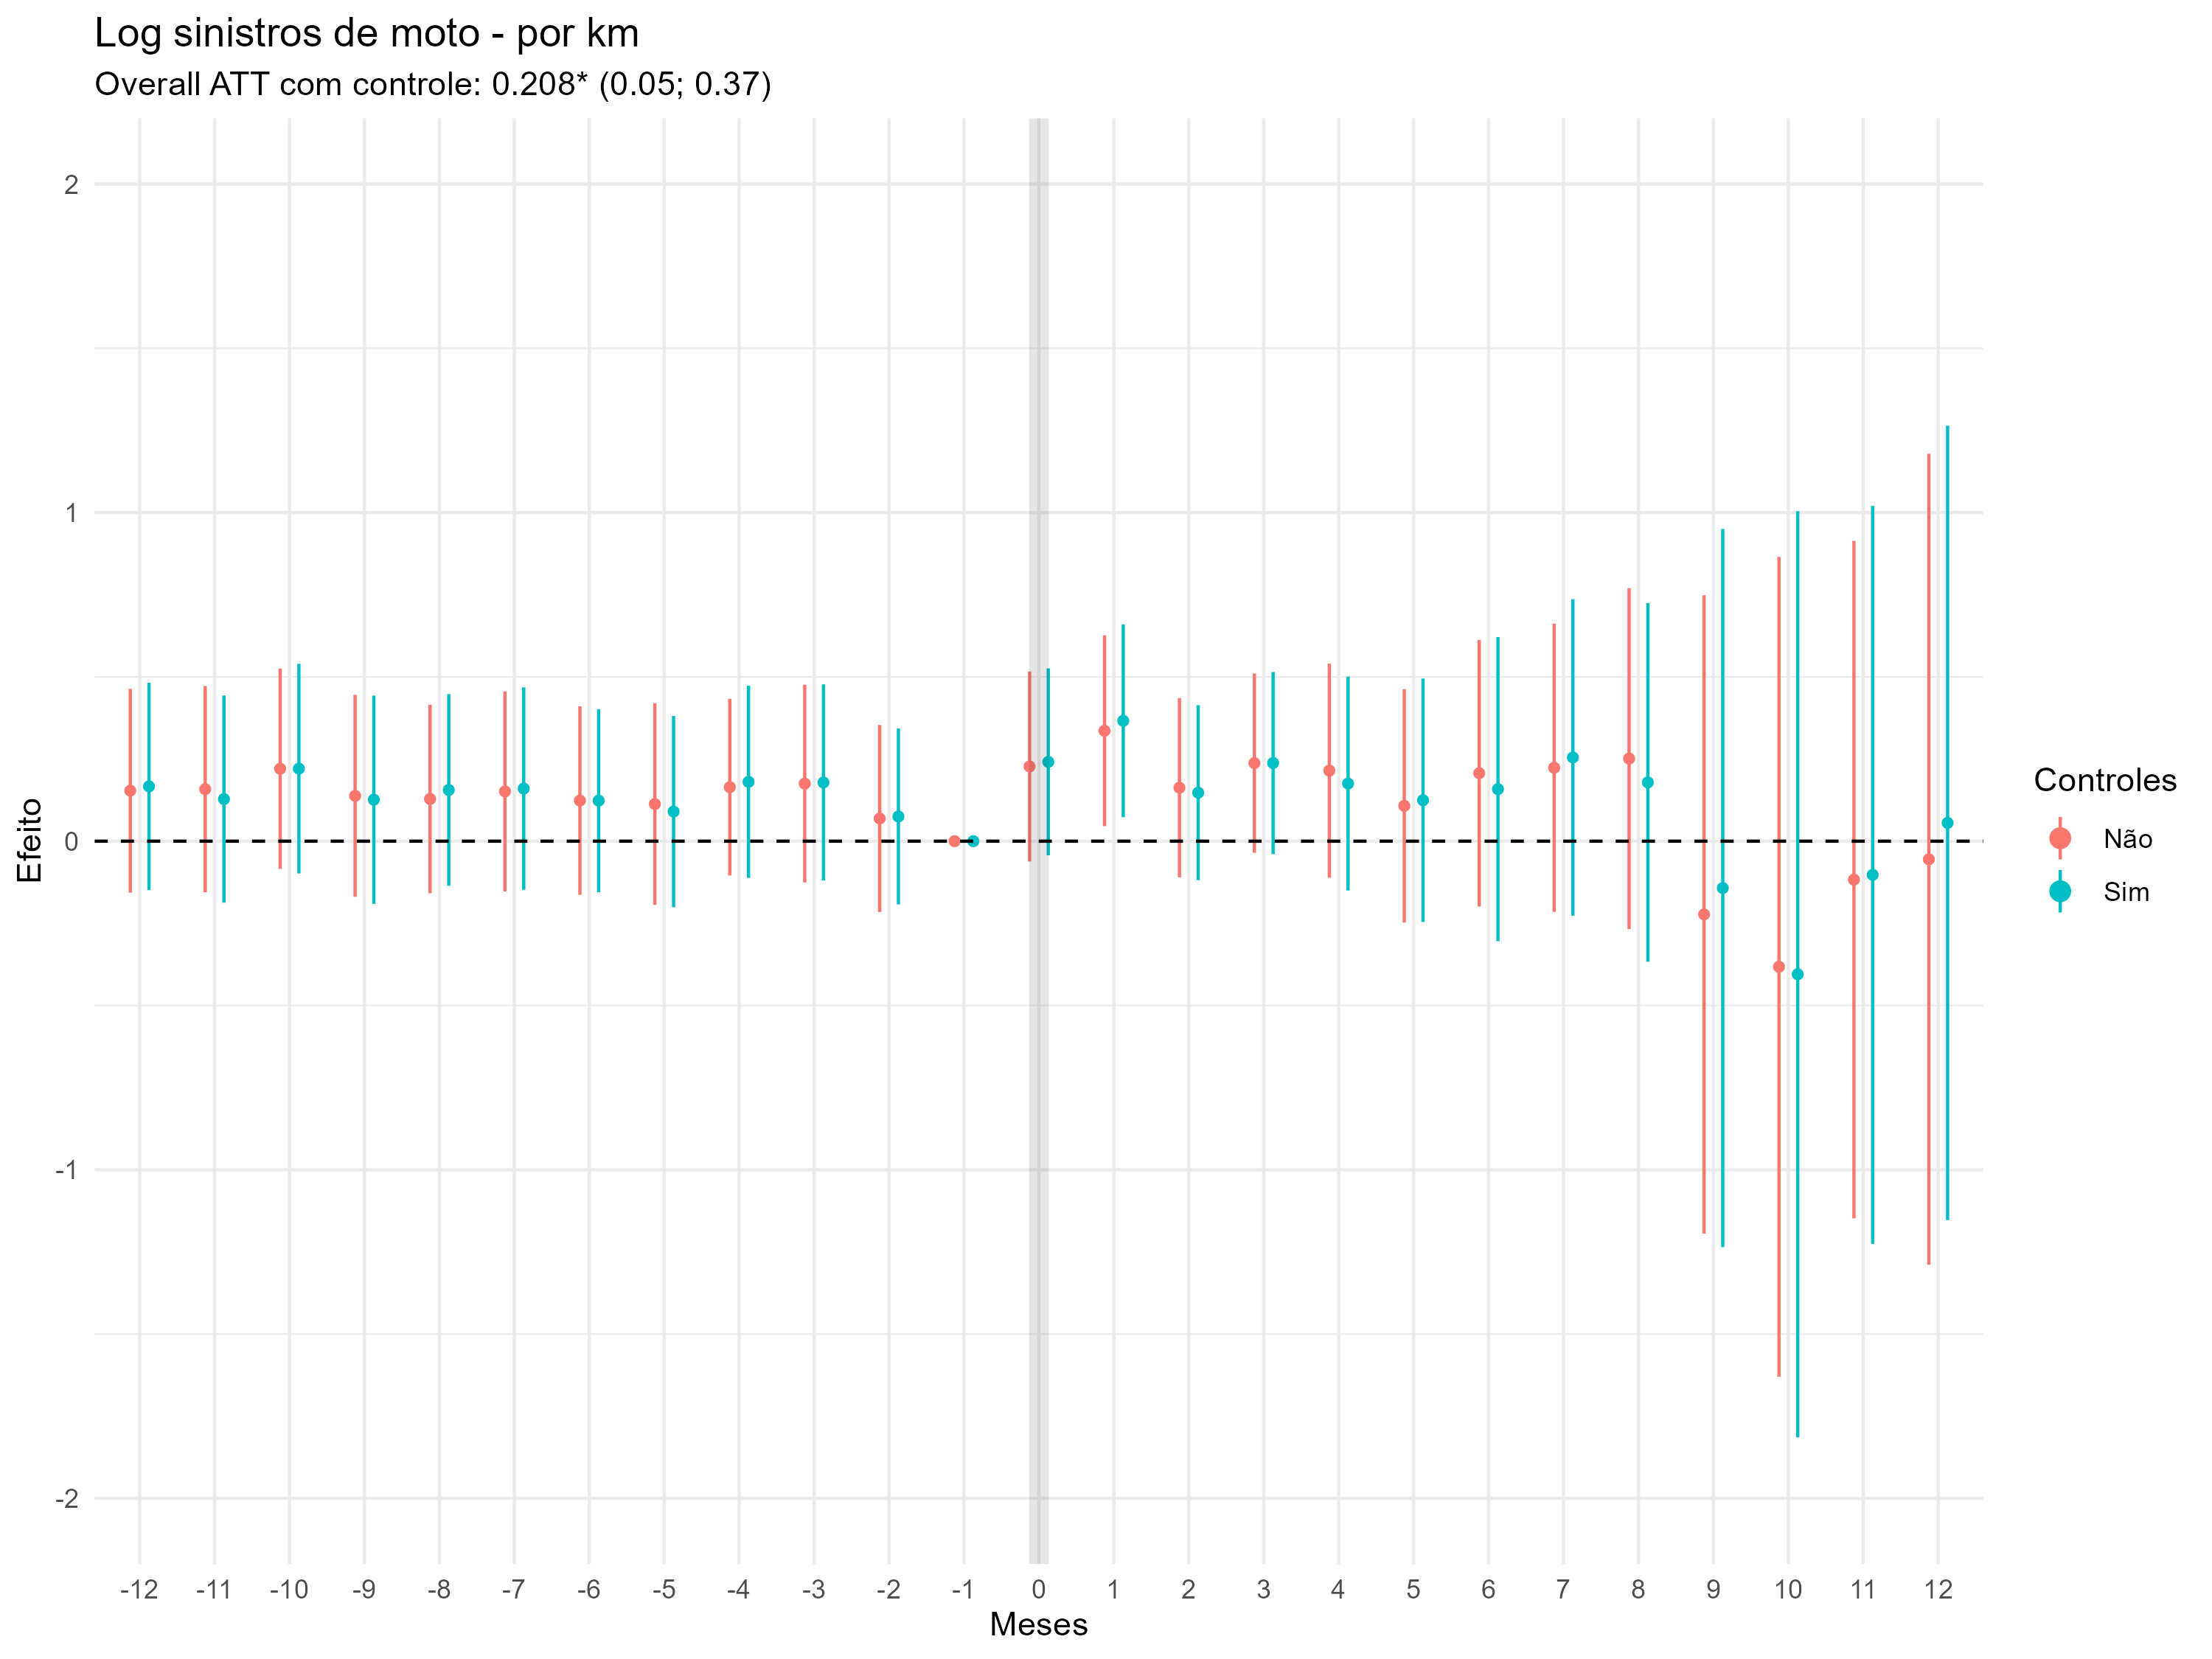 Log sinistros de moto - por km
Overall ATT com controle: 0.208* (0.05; 0.37)
Efeito
2
1
0
-1
-2
-12 -11 -10 -9 -8 -7 -6 -5 -4 -3 -2 -1 0 1 2 3 4 5 6 7 8 9 10 11 12
Meses
Controles
Não
Sim